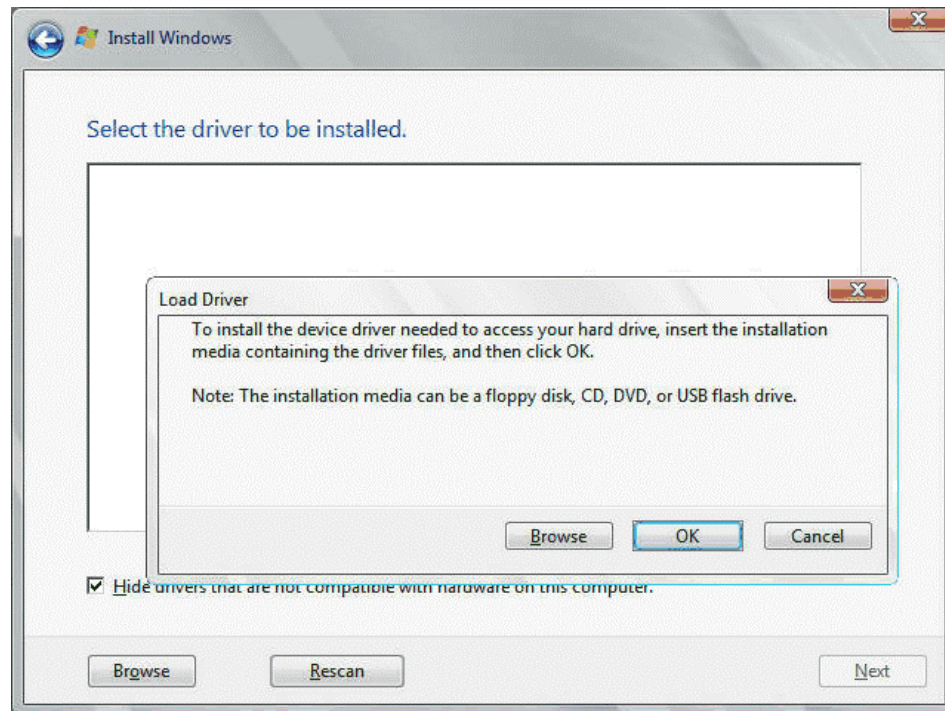 Install Windows
Select the driver to be installed.
Load Driver
To install the device driver needed to access your hard drive, insert the installation
media containing the driver files, and then click OK.
Note: The installation media can be a floppy disk, CD, DVD, or USB flash drive.
Browse OK Cancel
Hide drivers that are not compatible with hardware on this computer.
Browse Rescan Next